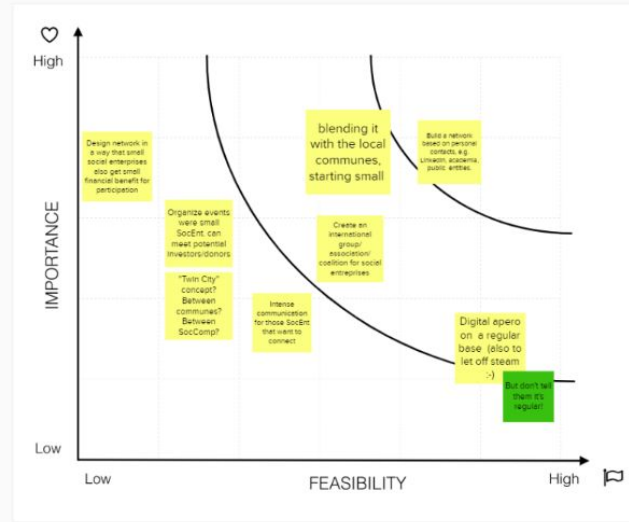 High
IMPORTANCE
Low
Low
FEASIBILITY
High
Design network in
a way that small
social enterprises
also get small
financial benefit for
participation
Organize events
were small
SocEnt. can
meet potential
Investors/donors
"Twin City"
concept?
Between
communes?
Between
SocComp?
Intense
communication
for those SocEnt
that want to
connect
blending it
with the local
communes,
starting small
Create an
international
group/
association/
coalition for social
entreprises
Build a network
based on personal
contacts, e.g.
LinkedIn, academia,
public entities.
Digital apero
on a regular
base (also to
let off steam
:-)
But don't tell
them it's
regular!